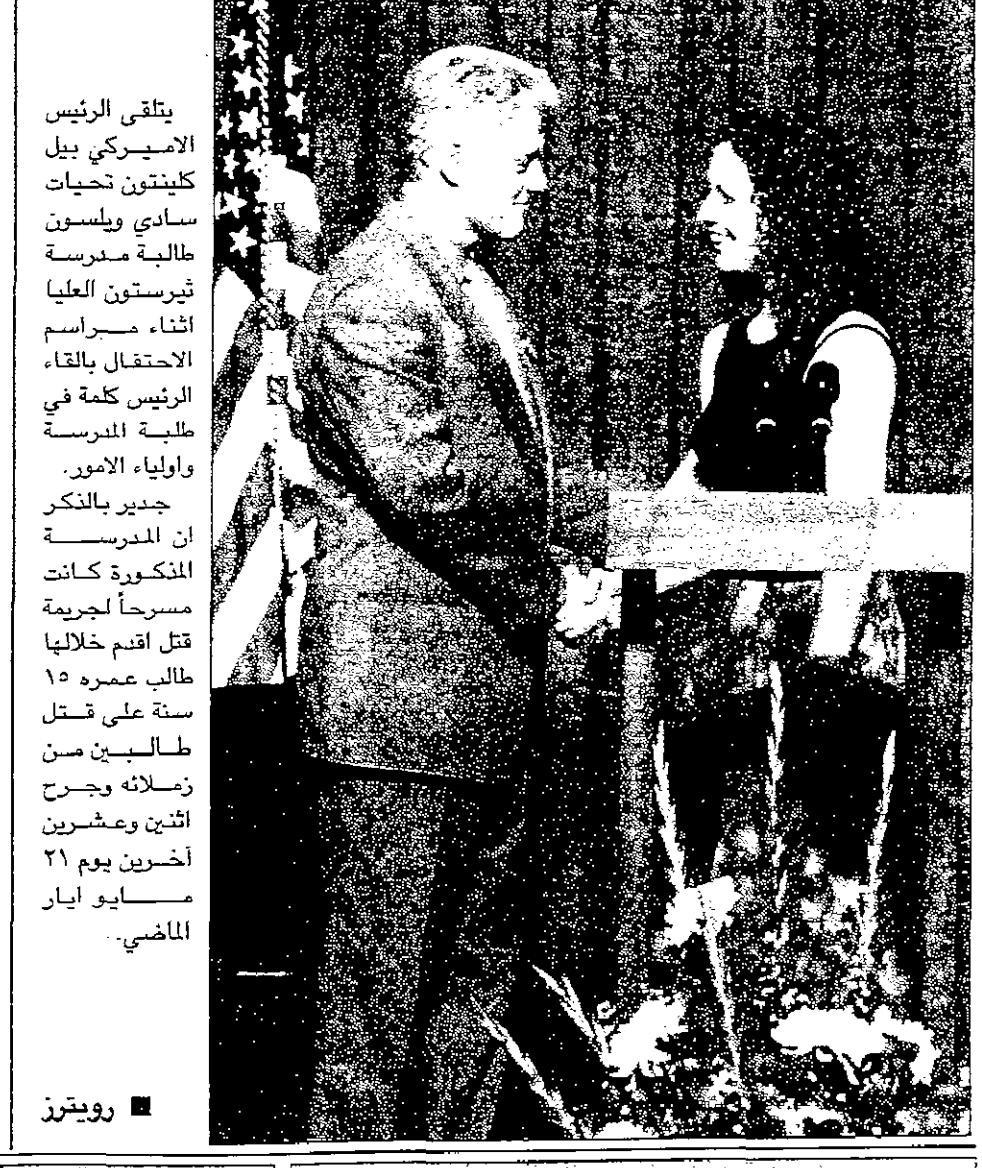 يتلقى الرئيس
الاميركي بيل
كلينتون تحيات
سادي ويلسون
طالبة مدرسة
ثيرستون العليا
اثناء مراسم
الاحتفال بالقاء
الرئيس كلمة في
طلبة المدرسة
واولياء الامور.
جدير بالذكر
ان المدرسة
المذكورة كانت
مسرحاً لجريمة
قتل اقدم خلالها
طالب عمره ١٥
سنة على قتل
طالبين من
زملائه وجرح
اثنين وعشرين
آخرين يوم ٢١
مايو ايار
الماضي.
■ رويترز